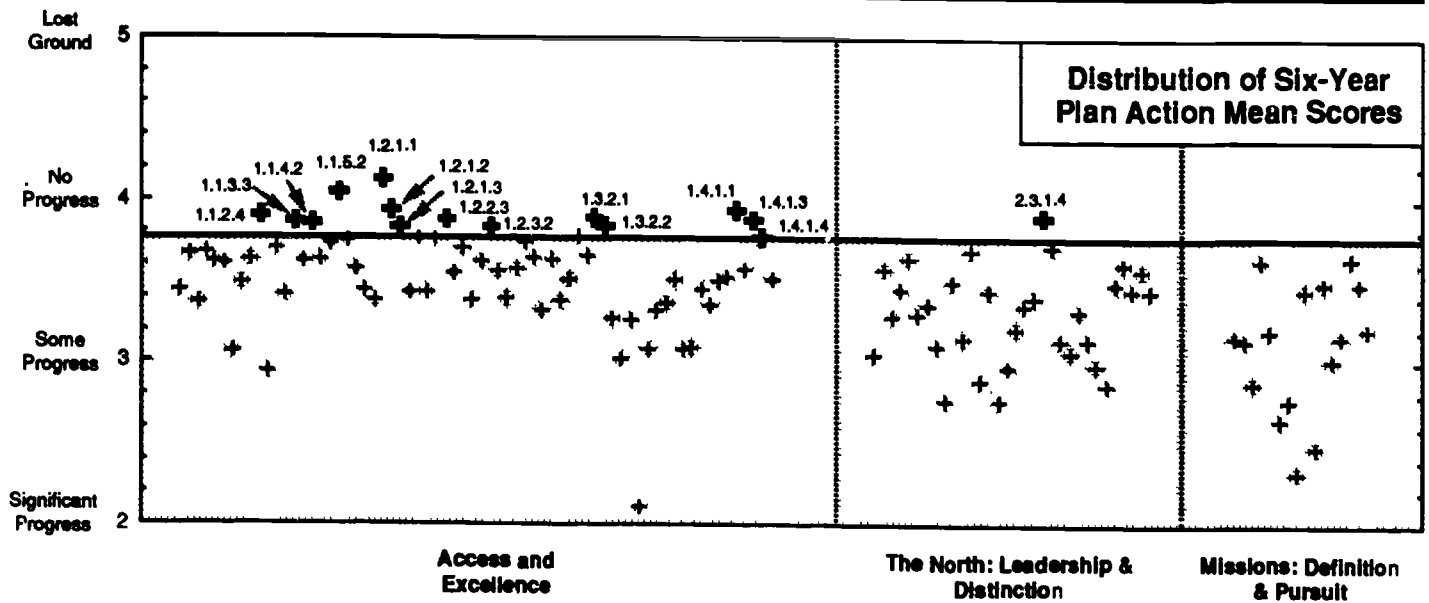 Lost
Ground
5
Distribution of Six-Year
Plan Action Mean Scores
No
Progress
4
1.1.2.4
1.1.3.3
1.1.4.2
1.1.5.2
1.2.1.1
1.2.1.2
1.2.1.3
1.2.2.3
1.2.3.2
1.3.2.1
1.3.2.2
1.4.1.1
1.4.1.3
1.4.1.4
2.3.1.4
Some
Progress
3
Significant
Progress
2
Access and
Excellence
The North: Leadership &
Distinction
Missions: Definition
& Pursuit